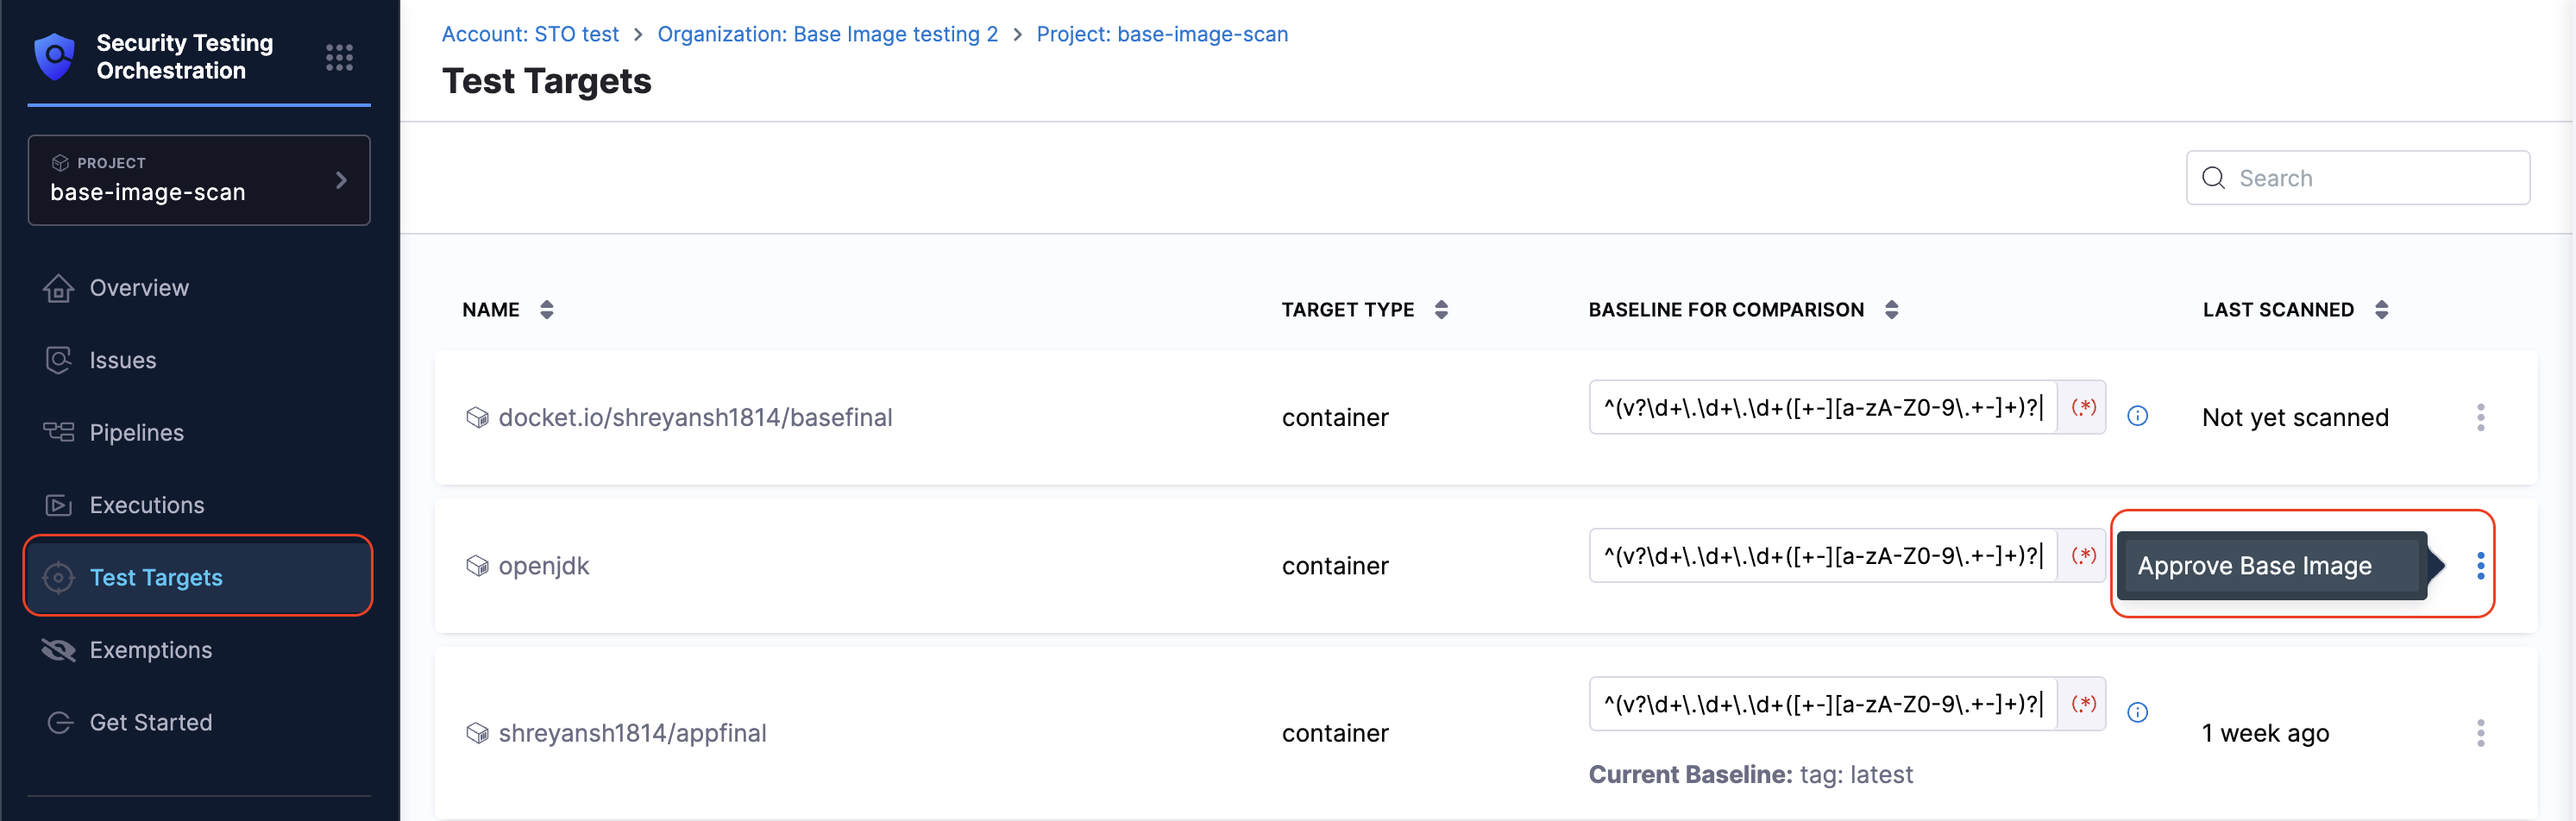 Security Testing
Orchestration
PROJECT
base-image-scan
Overview
Issues
Pipelines
Executions
Test Targets
Exemptions
Get Started
Account: STO test > Organization: Base Image testing 2 > Project: base-image-scan
Test Targets
Search
NAME TARGET TYPE BASELINE FOR COMPARISON LAST SCANNED
docket.io/shreyansh1814/basefinal container ^(v?\d+\.\d+\.\d+([+-][a-zA-Z0-9\.+-]+)?| (.*) Not yet scanned
openjdk container ^(v?\d+\.\d+\.\d+([+-][a-zA-Z0-9\.+-]+)?| (.*) Approve Base Image
shreyansh1814/appfinal container ^(v?\d+\.\d+\.\d+([+-][a-zA-Z0-9\.+-]+)?| (.*) 1 week ago
Current Baseline: tag: latest